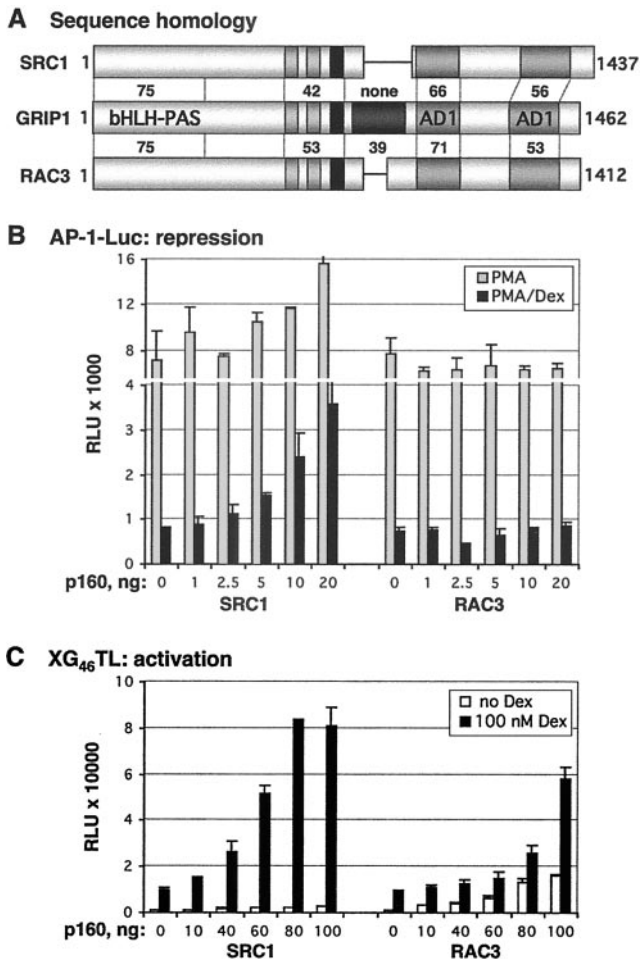 A Sequence homology
SRC1 1 1437
75 42 none 66 56
GRIP1 1 bHLH-PAS AD1 AD1 1462
75 53 39 71 53
RAC3 1 1412
B AP-1-Luc: repression
16
12
8
4
3
2
1
0
RLU x 1000
PMA
PMA/Dex
p160, ng: 0 1 2.5 5 10 20 0 1 2.5 5 10 20
SRC1 RAC3
C XG46TL: activation
10
8
6
4
2
0
RLU x 10000
no Dex
100 nM Dex
p160, ng: 0 10 40 60 80 100 0 10 40 60 80 100
SRC1 RAC3